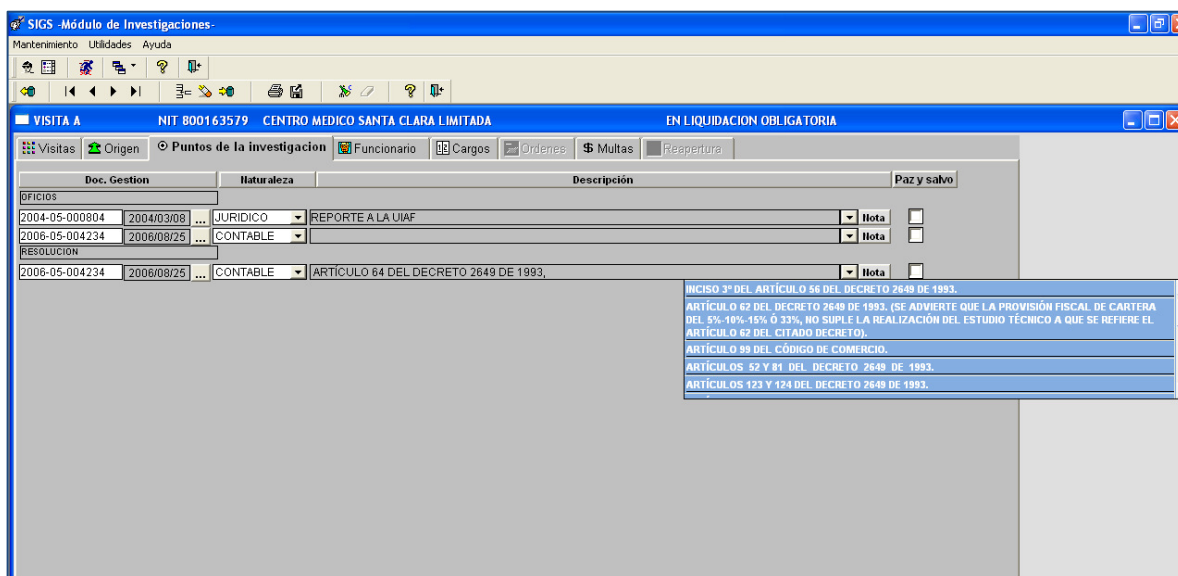 SIGS -Módulo de Investigaciones-
Mantenimiento Utilidades Ayuda
VISITA A NIT 800163579 CENTRO MEDICO SANTA CLARA LIMITADA EN LIQUIDACION OBLIGATORIA
Visitas Origen Puntos de la investigacion Funcionario Cargos Ordenes $ Multas Reapertura
Doc. Gestion Naturaleza Descripción Paz y salvo
OFICIOS
2004-05-000804 2004/03/08 ... JURIDICO REPORTE A LA UIAF Nota
2006-05-004234 2006/08/25 ... CONTABLE Nota
RESOLUCION
2006-05-004234 2006/08/25 ... CONTABLE ARTÍCULO 64 DEL DECRETO 2649 DE 1993, Nota
INCISO 3º DEL ARTÍCULO 56 DEL DECRETO 2649 DE 1993.
ARTÍCULO 62 DEL DECRETO 2649 DE 1993. (SE ADVIERTE QUE LA PROVISIÓN FISCAL DE CARTERA
DEL 5%-10%-15% Ó 33%, NO SUPLE LA REALIZACIÓN DEL ESTUDIO TÉCNICO A QUE SE REFIERE EL
ARTÍCULO 62 DEL CITADO DECRETO).
ARTÍCULO 99 DEL CÓDIGO DE COMERCIO.
ARTÍCULOS 52 Y 81 DEL DECRETO 2649 DE 1993.
ARTÍCULOS 123 Y 124 DEL DECRETO 2649 DE 1993.